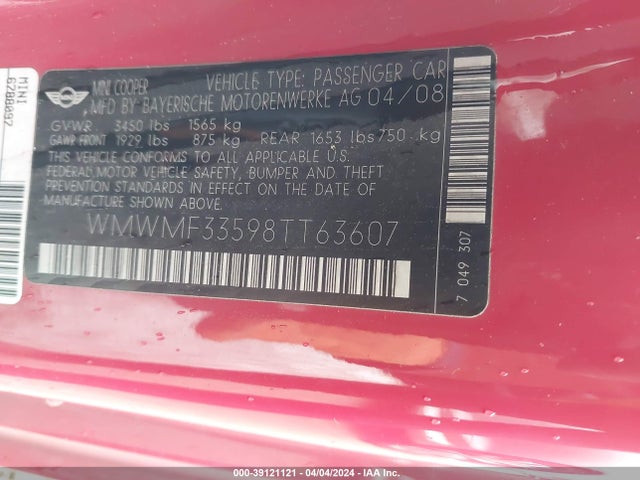 MINI
6ZB8092
MINI COOPER VEHICLE TYPE: PASSENGER CAR
MFD BY BAYERISCHE MOTORENWERKE AG 04/08
GVWR 3450 lbs 1565 kg
GAWR FRONT 1929 lbs 875 kg REAR 1653 lbs 750 kg
THIS VEHICLE CONFORMS TO ALL APPLICABLE U.S.
FEDERAL MOTOR VEHICLE SAFETY, BUMPER AND THEFT
PREVENTION STANDARDS IN EFFECT ON THE DATE OF
MANUFACTURE SHOWN ABOVE.
WMWMF33598TT63607
7 049 307
000-39121121 - 04/04/2024 - IAA Inc.